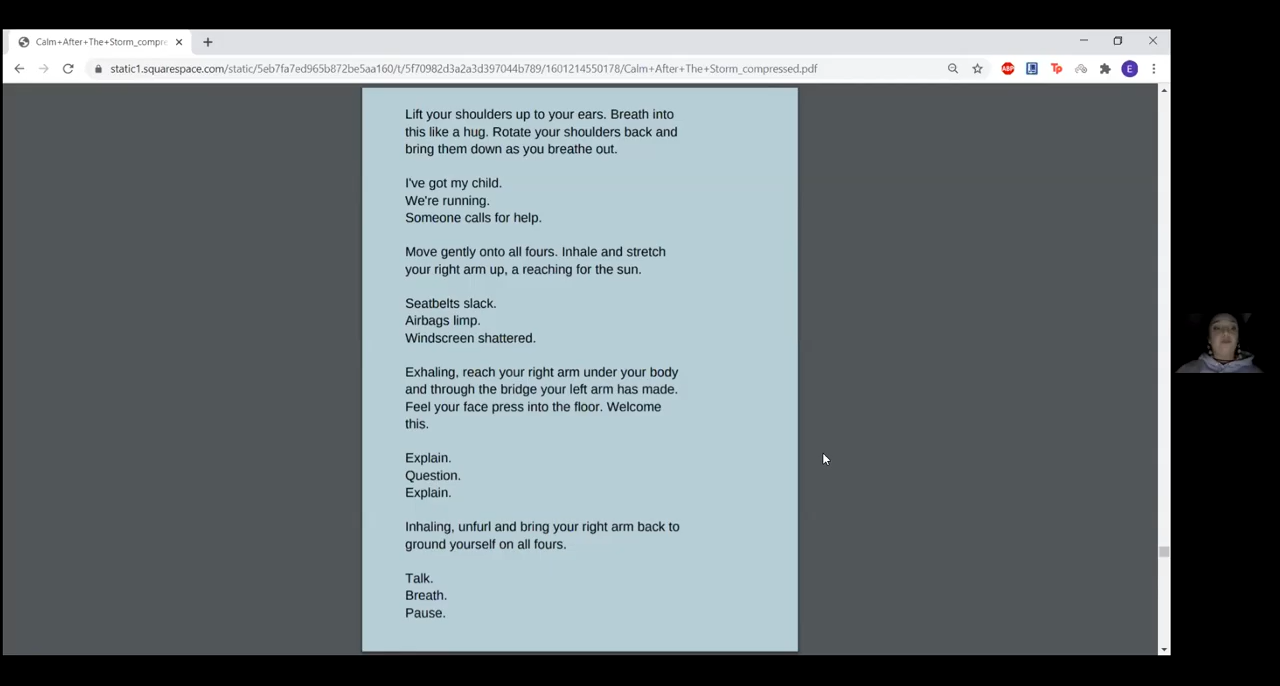 Calm+After+The+Storm_compre
static1.squarespace.com/static/5eb7fa7ed965b872be5aa160/t/5f70982d3a2a3d397044b789/1601214550178/Calm+After+The+Storm_compressed.pdf
ABP
Tp
E
Lift your shoulders up to your ears. Breath into
this like a hug. Rotate your shoulders back and
bring them down as you breathe out.
I've got my child.
We're running.
Someone calls for help.
Move gently onto all fours. Inhale and stretch
your right arm up, a reaching for the sun.
Seatbelts slack.
Airbags limp.
Windscreen shattered.
Exhaling, reach your right arm under your body
and through the bridge your left arm has made.
Feel your face press into the floor. Welcome
this.
Explain.
Question.
Explain.
Inhaling, unfurl and bring your right arm back to
ground yourself on all fours.
Talk.
Breath.
Pause.